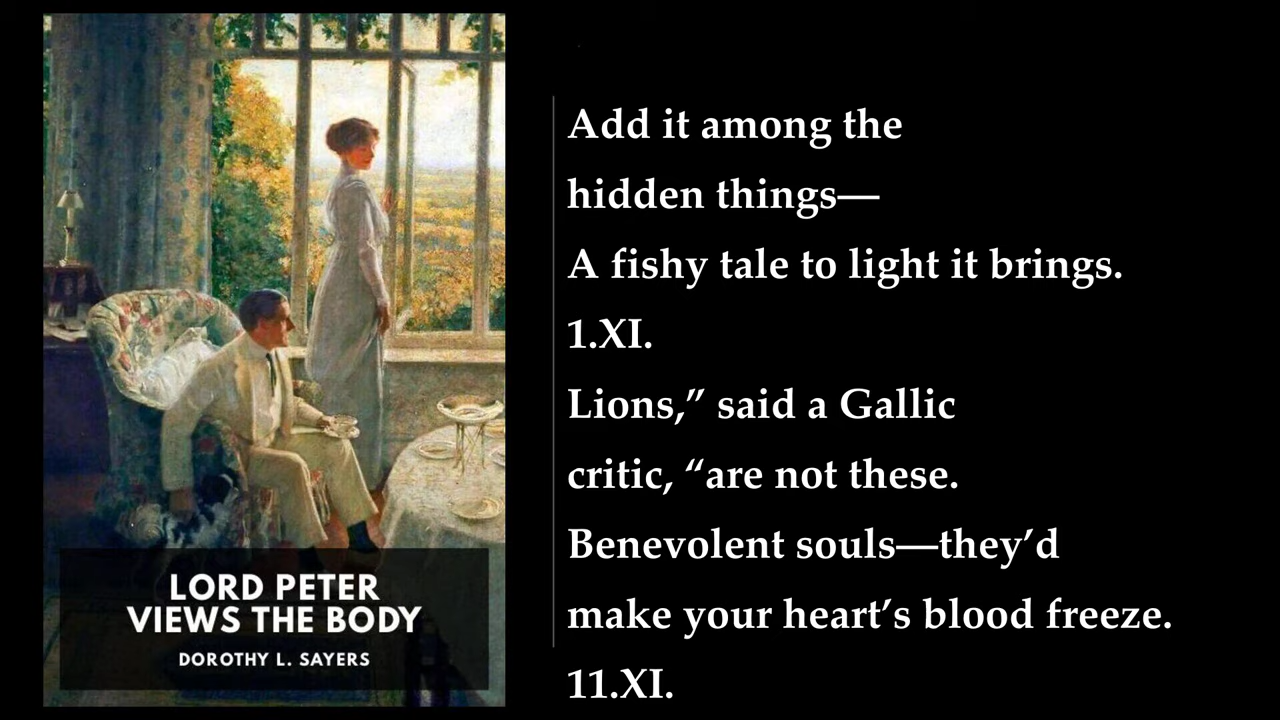 LORD PETER
VIEWS THE BODY
DOROTHY L. SAYERS
Add it among the
hidden things—
A fishy tale to light it brings.
1.XI.
Lions,” said a Gallic
critic, “are not these.
Benevolent souls—they’d
make your heart’s blood freeze.
11.XI.